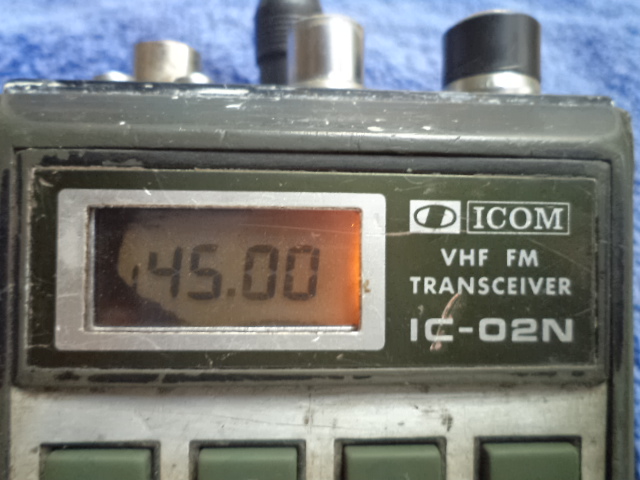 145.00
ICOM
VHF FM
TRANSCEIVER
IC-02N